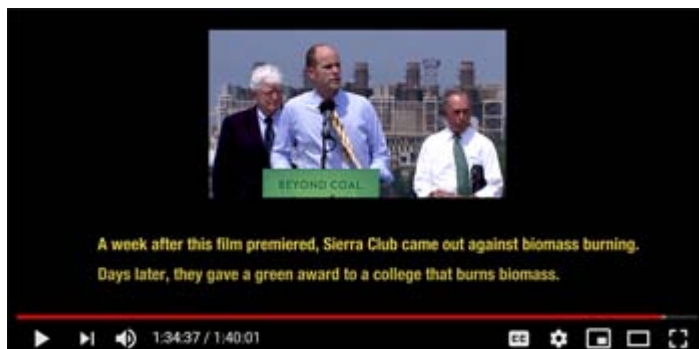 BEYOND COAL
A week after this film premiered, Sierra Club came out against biomass burning.
Days later, they gave a green award to a college that burns biomass.
1:34:37 / 1:40:01
CC